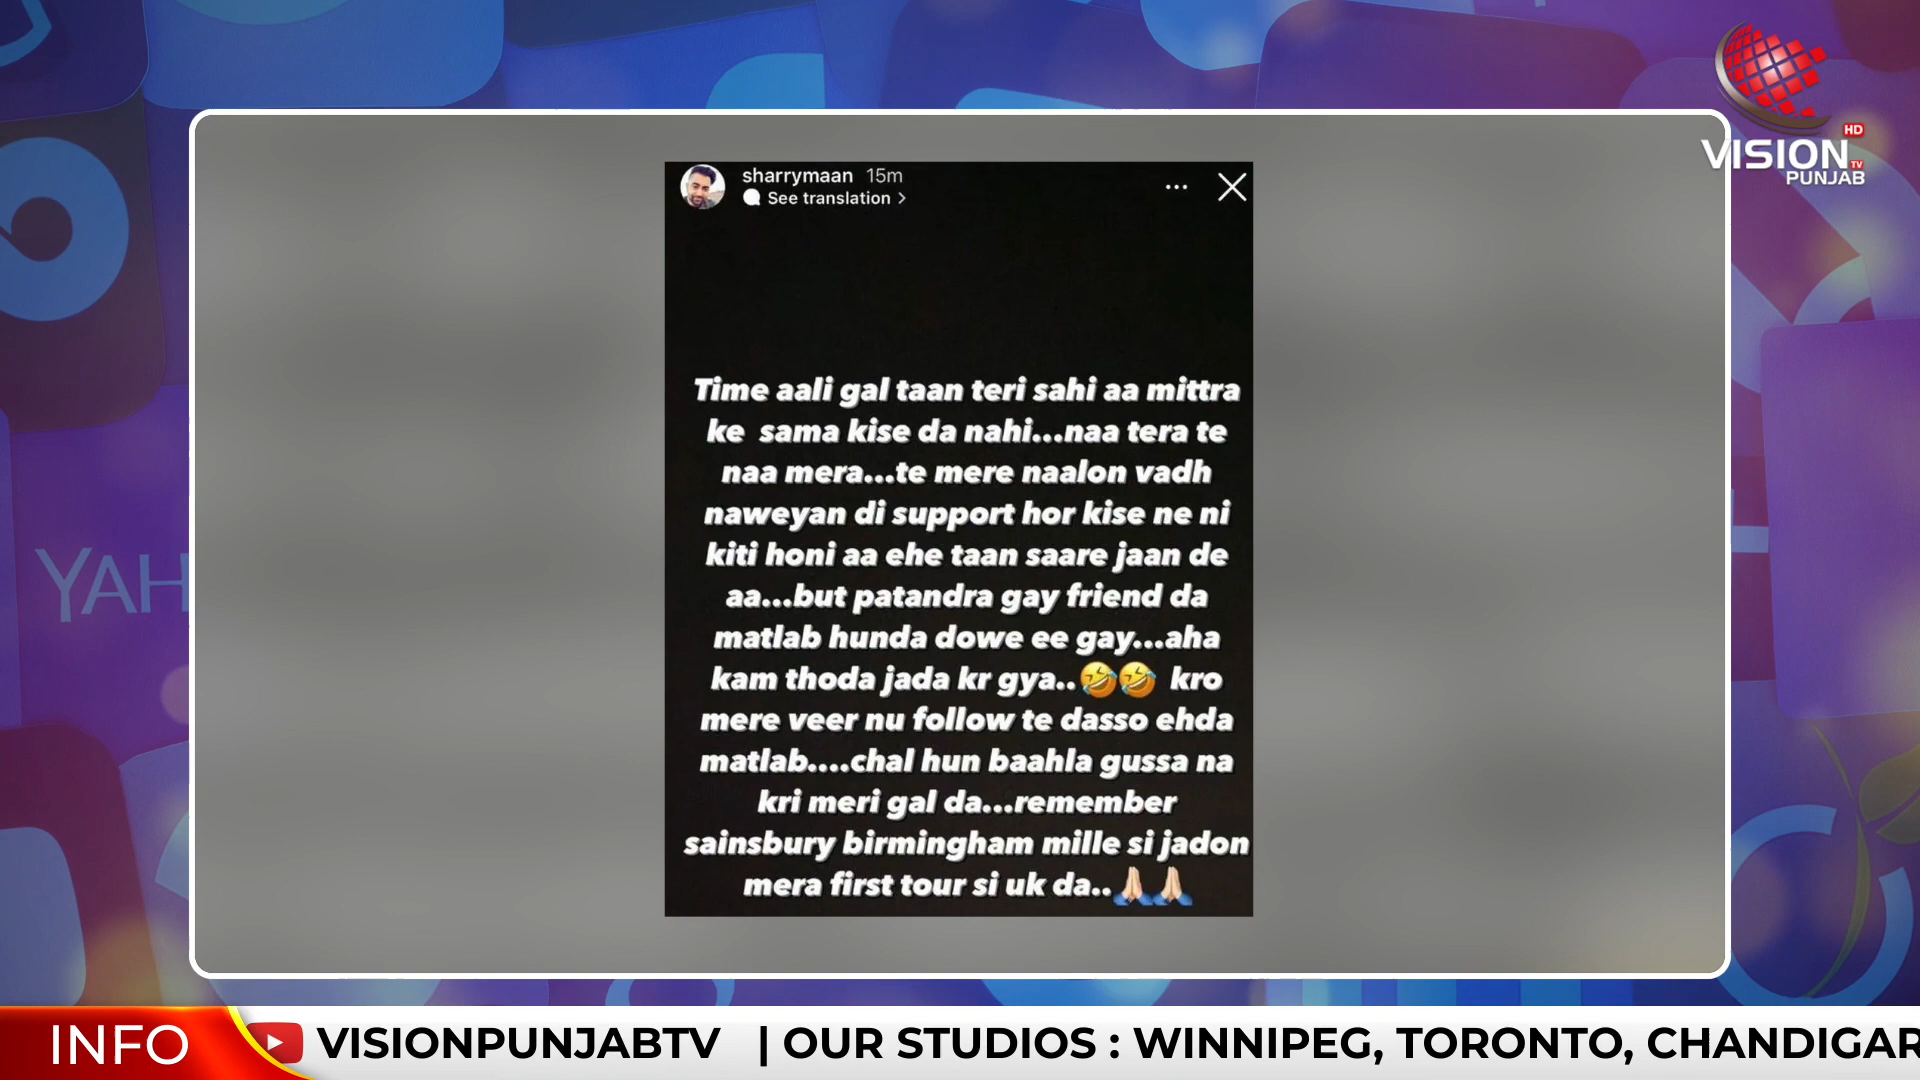 HD
VISION
TV
PUNJAB
sharrymaan 15m
See translation >
Time aali gal taan teri sahi aa mittra
ke sama kise da nahi...naa tera te
naa mera...te mere naalon vadh
naweyan di support hor kise ne ni
kiti honi aa ehe taan saare jaan de
aa...but patandra gay friend da
matlab hunda dowe ee gay...aha
kam thoda jada kr gya..🤣🤣 kro
mere veer nu follow te dasso ehda
matlab....chal hun baahla gussa na
kri meri gal da...remember
sainsbury birmingham mille si jadon
mera first tour si uk da..🙏🏻🙏🏻
YAH
INFO
VISIONPUNJABTV | OUR STUDIOS : WINNIPEG, TORONTO, CHANDIGAR